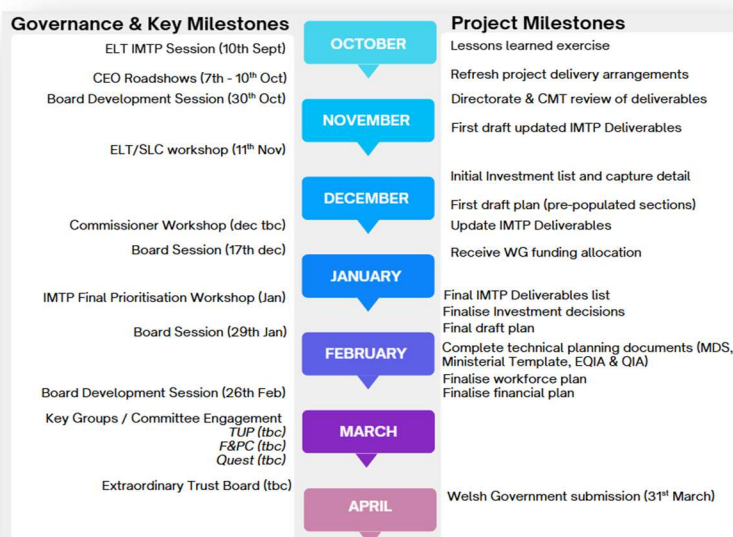 Governance & Key Milestones
ELT IMTP Session (10th Sept)
CEO Roadshows (7th - 10th Oct)
Board Development Session (30th Oct)
ELT/SLC workshop (11th Nov)
Commissioner Workshop (dec tbc)
Board Session (17th dec)
IMTP Final Prioritisation Workshop (Jan)
Board Session (29th Jan)
Board Development Session (26th Feb)
Key Groups / Committee Engagement
TUP (tbc)
F&PC (tbc)
Quest (tbc)
Extraordinary Trust Board (tbc)
OCTOBER
NOVEMBER
DECEMBER
JANUARY
FEBRUARY
MARCH
APRIL
Project Milestones
Lessons learned exercise
Refresh project delivery arrangements
Directorate & CMT review of deliverables
First draft updated IMTP Deliverables
Initial Investment list and capture detail
First draft plan (pre-populated sections)
Update IMTP Deliverables
Receive WG funding allocation
Final IMTP Deliverables list
Finalise Investment decisions
Final draft plan
Complete technical planning documents (MDS,
Ministerial Template, EQIA & QIA)
Finalise workforce plan
Finalise financial plan
Welsh Government submission (31st March)